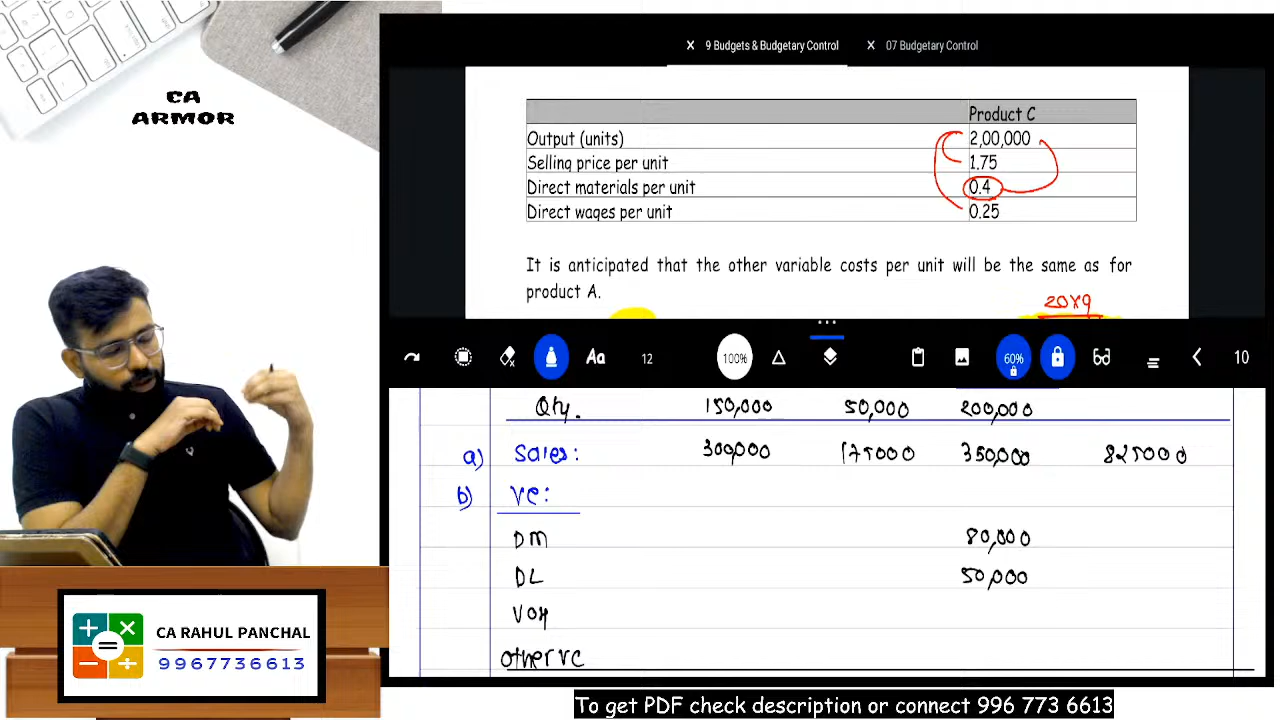 CA
ARMOR
9 Budgets & Budgetary Control
07 Budgetary Control
Product C
Output (units) 2,00,000
Selling price per unit 1.75
Direct materials per unit 0.4
Direct wages per unit 0.25
It is anticipated that the other variable costs per unit will be the same as for
product A.
20X9
Aa 12 100% 60% 10
Qty. 150,000 50,000 200,000
a) Sales: 300,000 175000 350,000 825000
b) VC:
DM 80,000
DL 50,000
VOH
other VC
CA RAHUL PANCHAL
9967736613
To get PDF check description or connect 996 773 6613